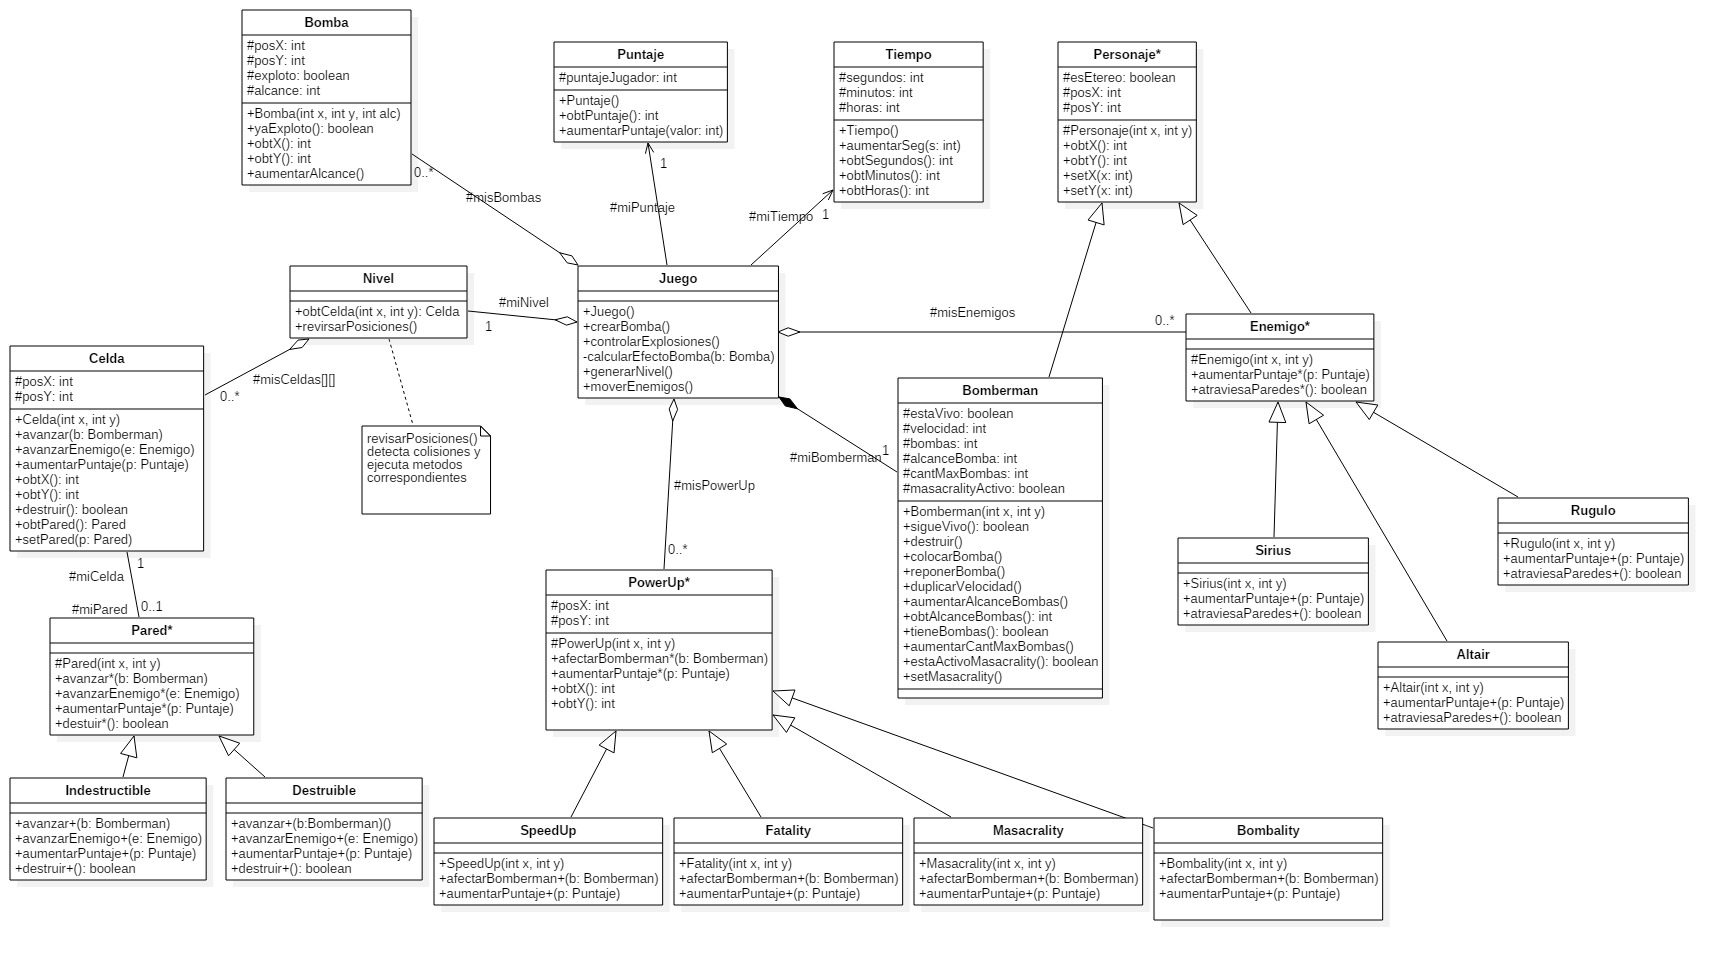 Bomba
#posX: int
#posY: int
#exploto: boolean
#alcance: int
+Bomba(int x, int y, int alc)
+yaExploto(): boolean
+obtX(): int
+obtY(): int
+aumentarAlcance()
Puntaje
#puntajeJugador: int
+Puntaje()
+obtPuntaje(): int
+aumentarPuntaje(valor: int)
Tiempo
#segundos: int
#minutos: int
#horas: int
+Tiempo()
+aumentarSeg(s: int)
+obtSegundos(): int
+obtMinutos(): int
+obtHoras(): int
Personaje*
#esEtereo: boolean
#posX: int
#posY: int
#Personaje(int x, int y)
+obtX(): int
+obtY(): int
+setX(x: int)
+setY(x: int)
0..*
#misBombas
1
#miPuntaje
#miTiempo
1
Nivel
+obtCelda(int x, int y): Celda
+revirsarPosiciones()
#miNivel
1
Juego
+Juego()
+crearBomba()
+controlarExplosiones()
-calcularEfectoBomba(b: Bomba)
+generarNivel()
+moverEnemigos()
#misEnemigos
0..*
Enemigo*
#Enemigo(int x, int y)
+aumentarPuntaje*(p: Puntaje)
+atraviesaParedes*(): boolean
Celda
#posX: int
#posY: int
+Celda(int x, int y)
+avanzar(b: Bomberman)
+avanzarEnemigo(e: Enemigo)
+aumentarPuntaje(p: Puntaje)
+obtX(): int
+obtY(): int
+destruir(): boolean
+obtPared(): Pared
+setPared(p: Pared)
#misCeldas[][]
0..*
revisarPosiciones()
detecta colisiones y
ejecuta metodos
correspondientes
#miBomberman
1
Bomberman
#estaVivo: boolean
#velocidad: int
#bombas: int
#alcanceBomba: int
#cantMaxBombas: int
#masacralityActivo: boolean
+Bomberman(int x, int y)
+sigueVivo(): boolean
+destruir()
+colocarBomba()
+reponerBomba()
+duplicarVelocidad()
+aumentarAlcanceBombas()
+obtAlcanceBombas(): int
+tieneBombas(): boolean
+aumentarCantMaxBombas()
+estaActivoMasacrality(): boolean
+setMasacrality()
#misPowerUp
0..*
Rugulo
+Rugulo(int x, int y)
+aumentarPuntaje+(p: Puntaje)
+atraviesaParedes+(): boolean
Sirius
+Sirius(int x, int y)
+aumentarPuntaje+(p: Puntaje)
+atraviesaParedes+(): boolean
Altair
+Altair(int x, int y)
+aumentarPuntaje+(p: Puntaje)
+atraviesaParedes+(): boolean
1
#miCelda
#miPared
0..1
Pared*
#Pared(int x, int y)
+avanzar*(b: Bomberman)
+avanzarEnemigo*(e: Enemigo)
+aumentarPuntaje*(p: Puntaje)
+destuir*(): boolean
PowerUp*
#posX: int
#posY: int
#PowerUp(int x, int y)
+afectarBomberman*(b: Bomberman)
+aumentarPuntaje*(p: Puntaje)
+obtX(): int
+obtY(): int
Indestructible
+avanzar+(b: Bomberman)
+avanzarEnemigo+(e: Enemigo)
+aumentarPuntaje+(p: Puntaje)
+destruir+(): boolean
Destruible
+avanzar+(b:Bomberman)()
+avanzarEnemigo+(e: Enemigo)
+aumentarPuntaje+(p: Puntaje)
+destruir+(): boolean
SpeedUp
+SpeedUp(int x, int y)
+afectarBomberman+(b: Bomberman)
+aumentarPuntaje+(p: Puntaje)
Fatality
+Fatality(int x, int y)
+afectarBomberman+(b: Bomberman)
+aumentarPuntaje+(p: Puntaje)
Masacrality
+Masacrality(int x, int y)
+afectarBomberman+(b: Bomberman)
+aumentarPuntaje+(p: Puntaje)
Bombality
+Bombality(int x, int y)
+afectarBomberman+(b: Bomberman)
+aumentarPuntaje+(p: Puntaje)